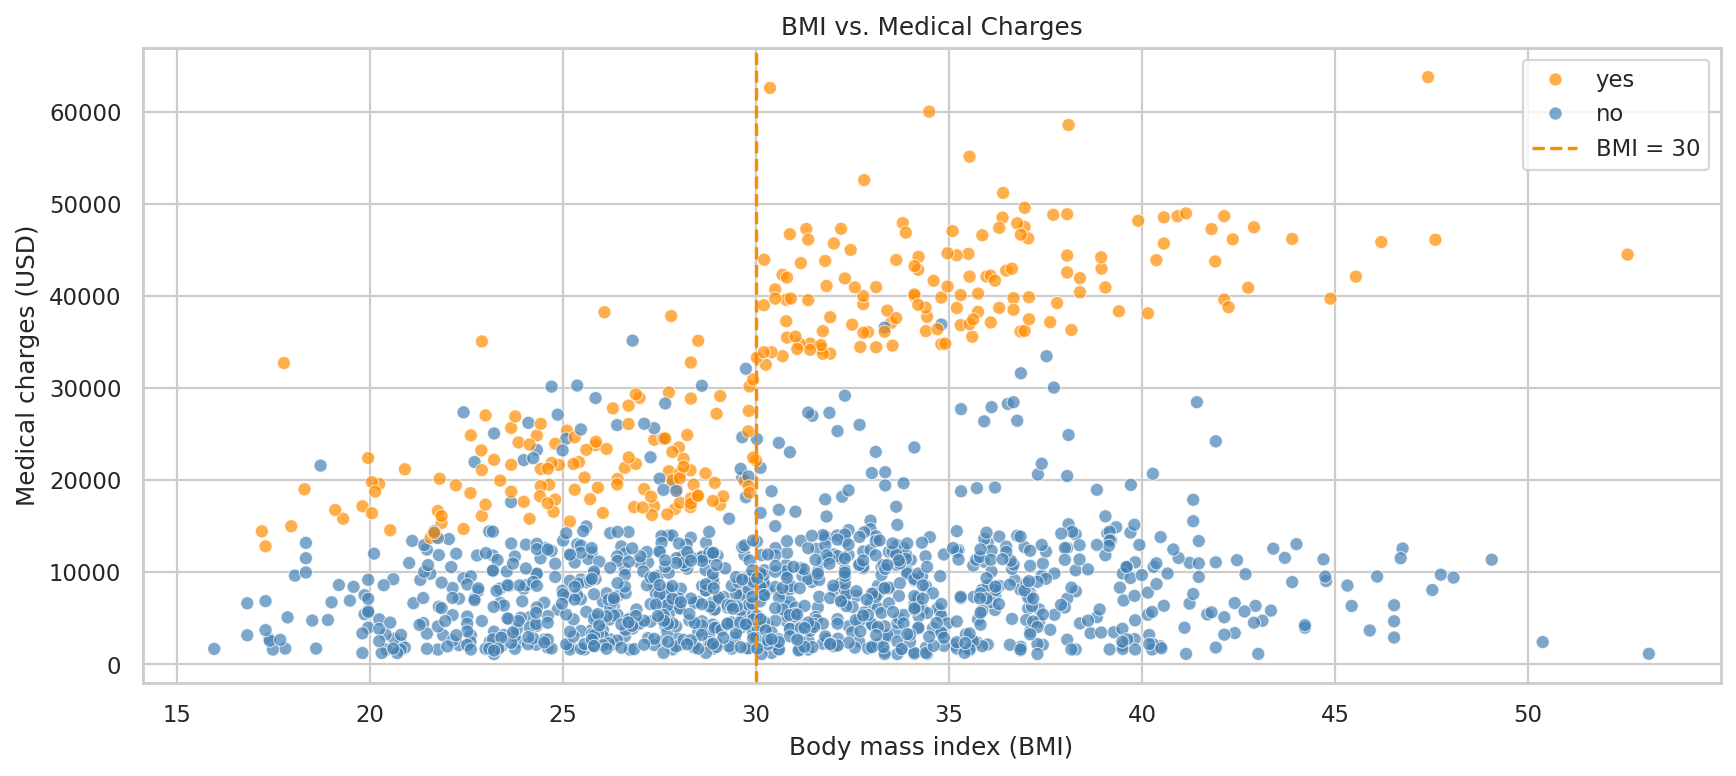 BMI vs. Medical Charges
yes
no
BMI = 30
Medical charges (USD)
60000
50000
40000
30000
20000
10000
0
15
20
25
30
35
40
45
50
Body mass index (BMI)